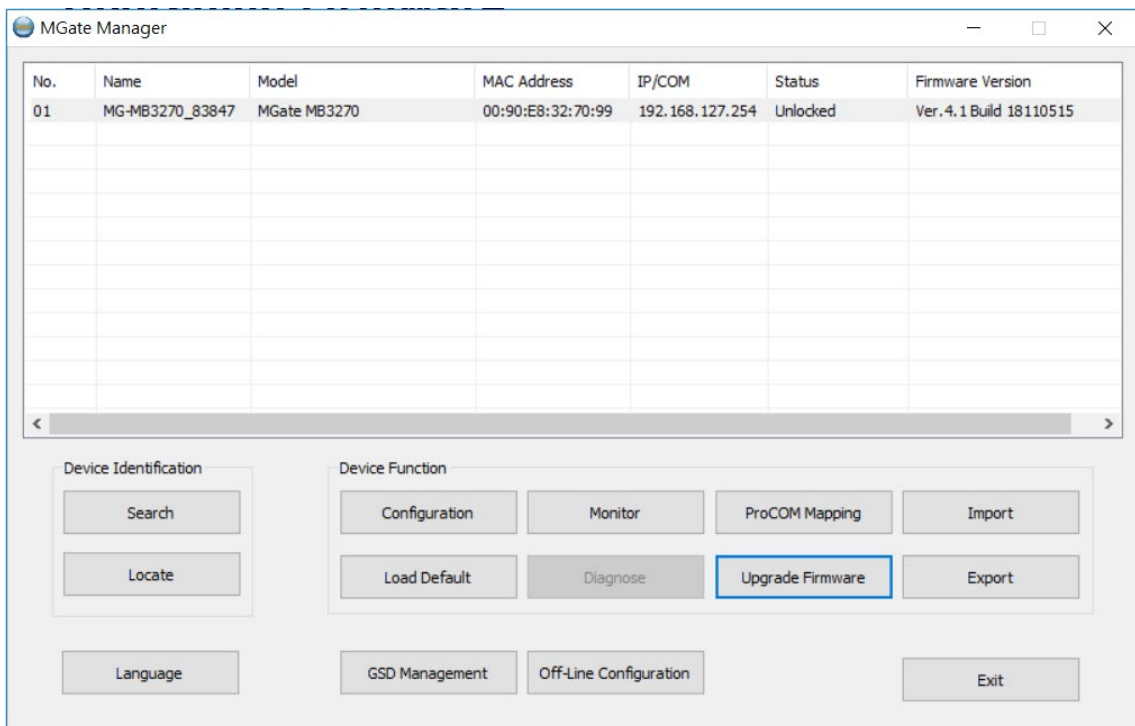 MGate Manager
No. Name Model MAC Address IP/COM Status Firmware Version
01 MG-MB3270_83847 MGate MB3270 00:90:E8:32:70:99 192.168.127.254 Unlocked Ver.4.1 Build 18110515
Device Identification Device Function
Search Configuration Monitor ProCOM Mapping Import
Locate Load Default Diagnose Upgrade Firmware Export
Language GSD Management Off-Line Configuration Exit